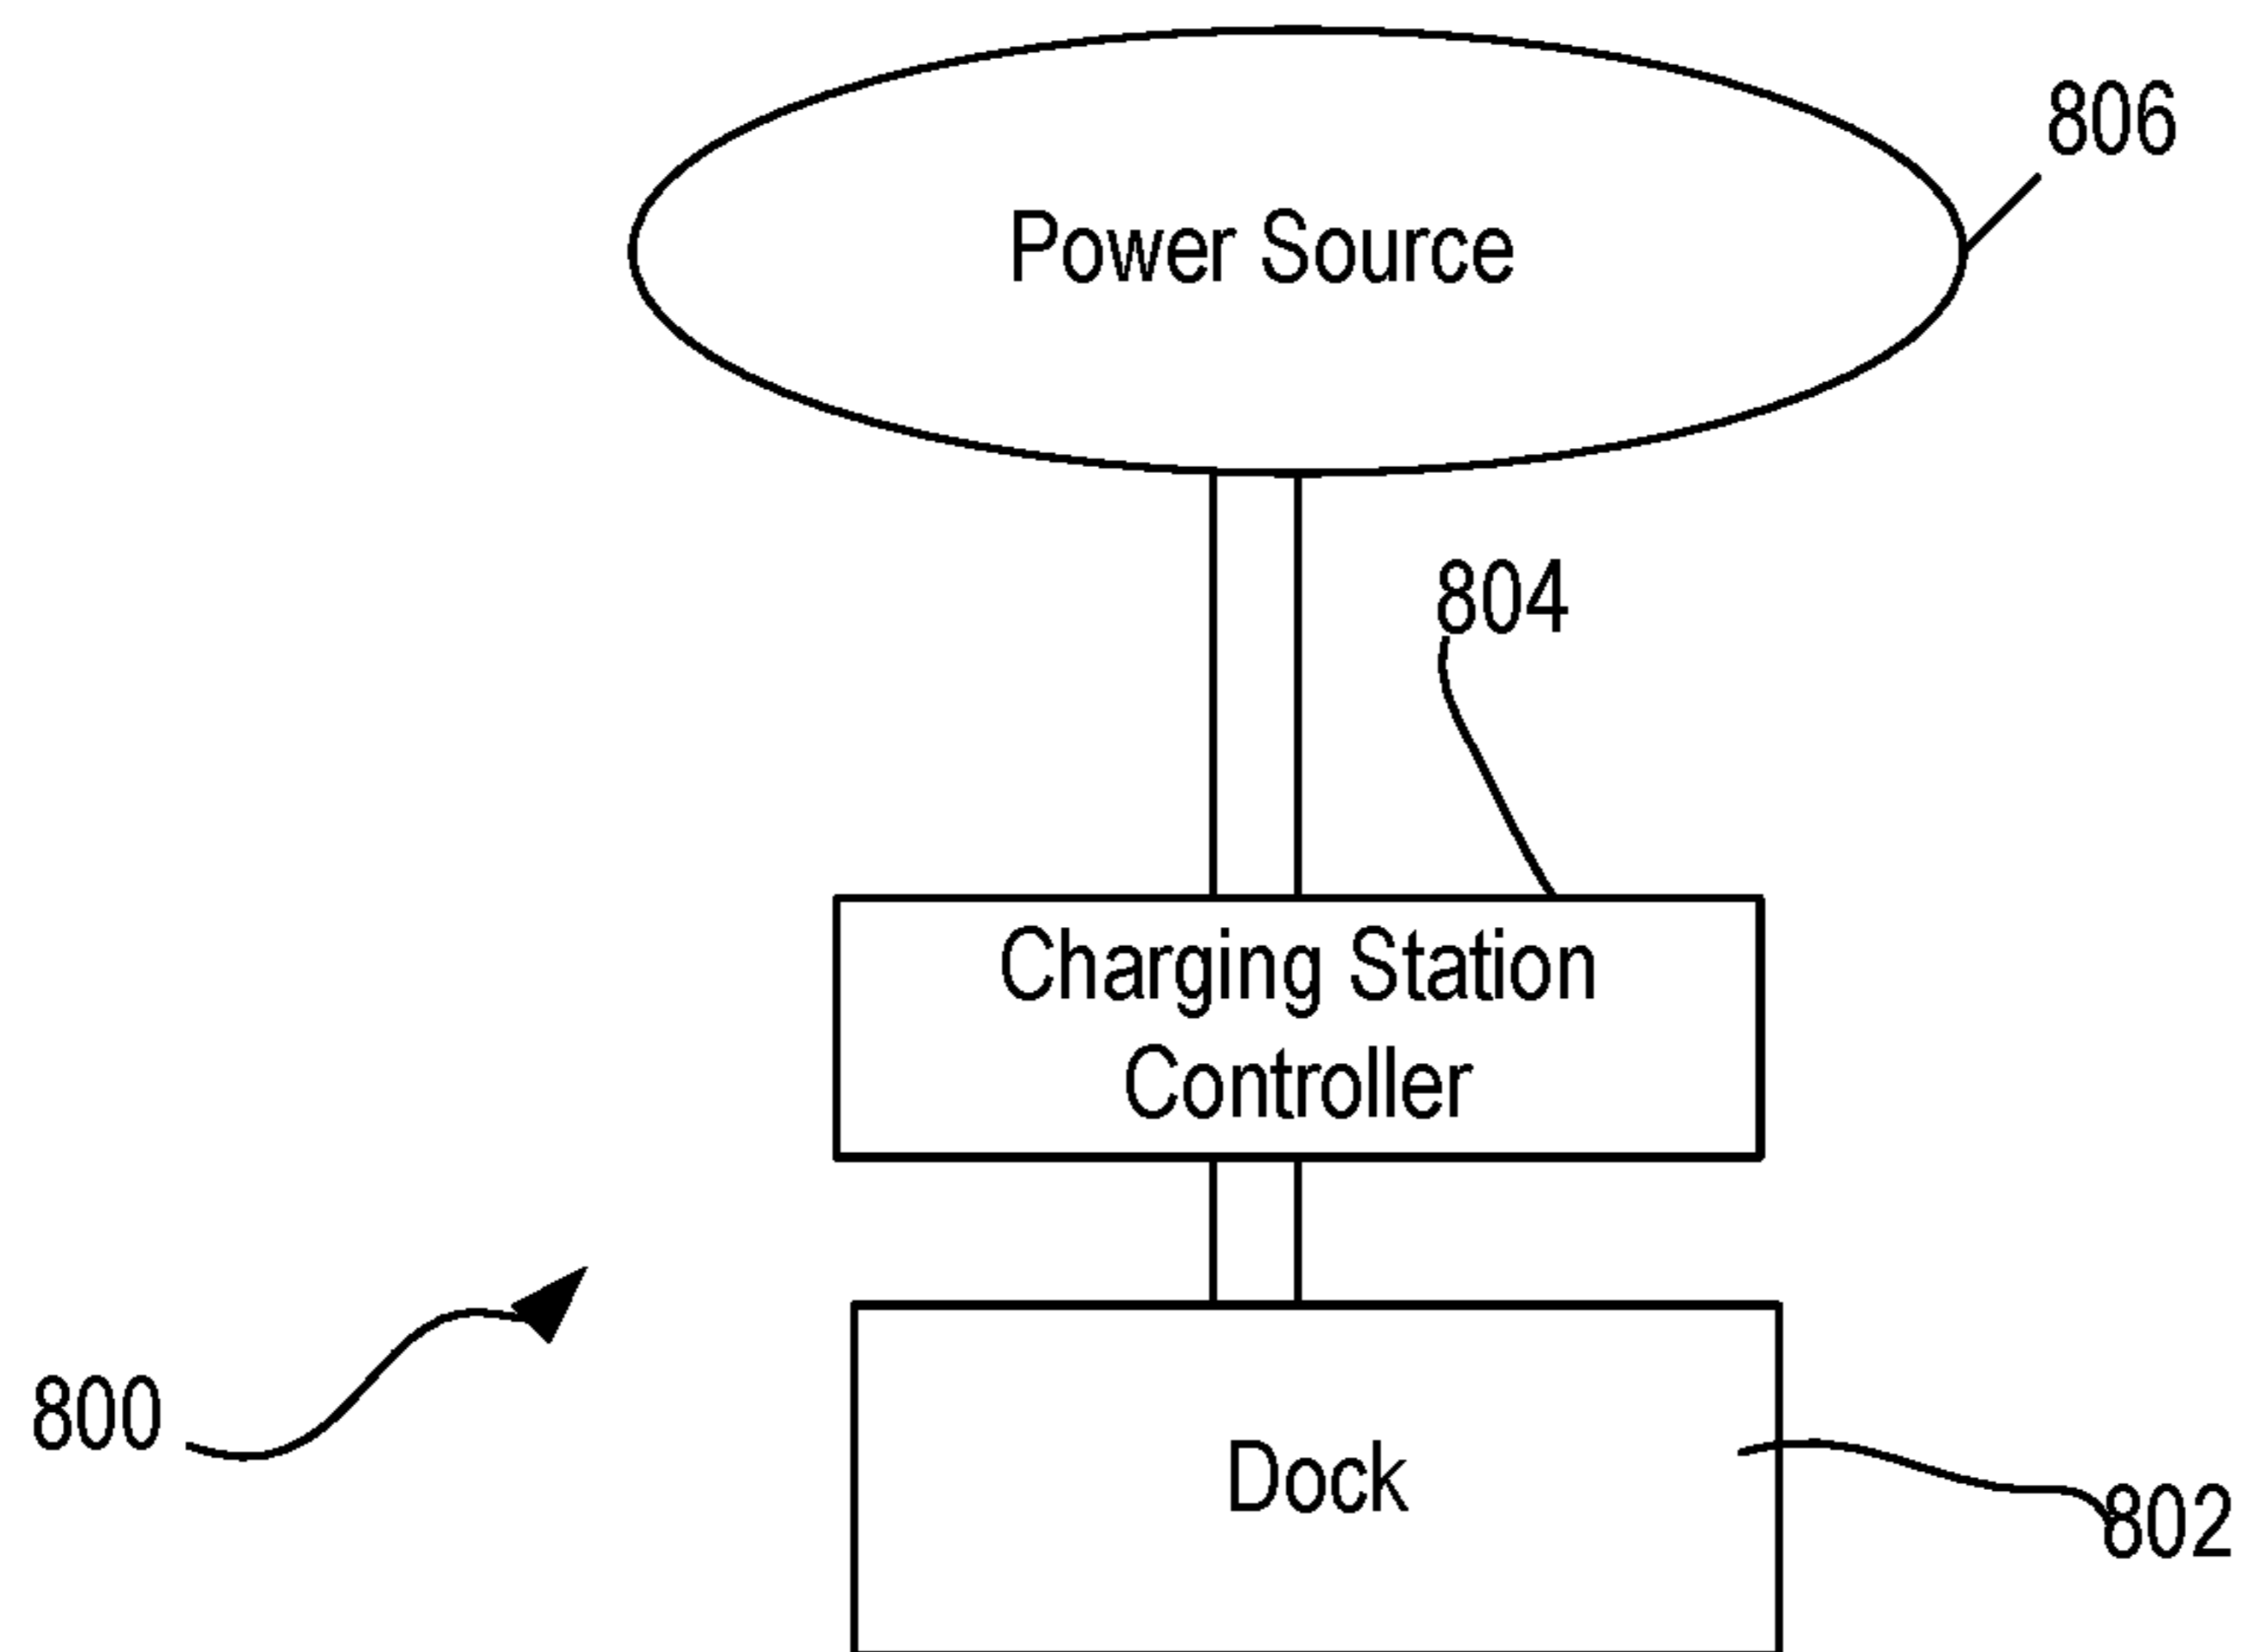 806
Power Source
804
Charging Station
Controller
800
Dock
802